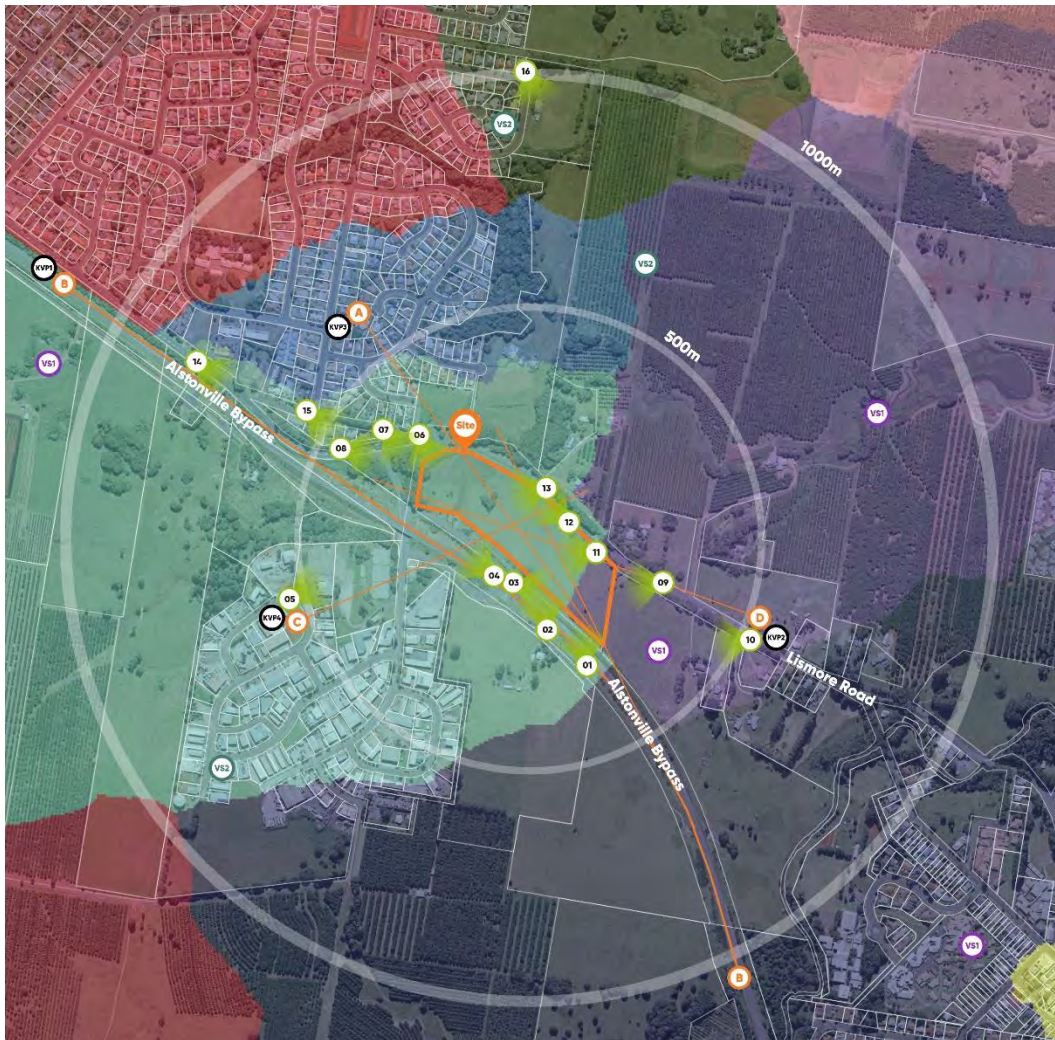 16
VS2
1000m
VS2
KVP1
B
A
KVP3
500m
14
VS1
Alstonville Bypass
15
VS1
07
06
Site
08
13
12
11
04
03
09
05
KVP4
C
D
02
10
KVP2
VS1
01
Lismore Road
Alstonville Bypass
VS2
VS1
B